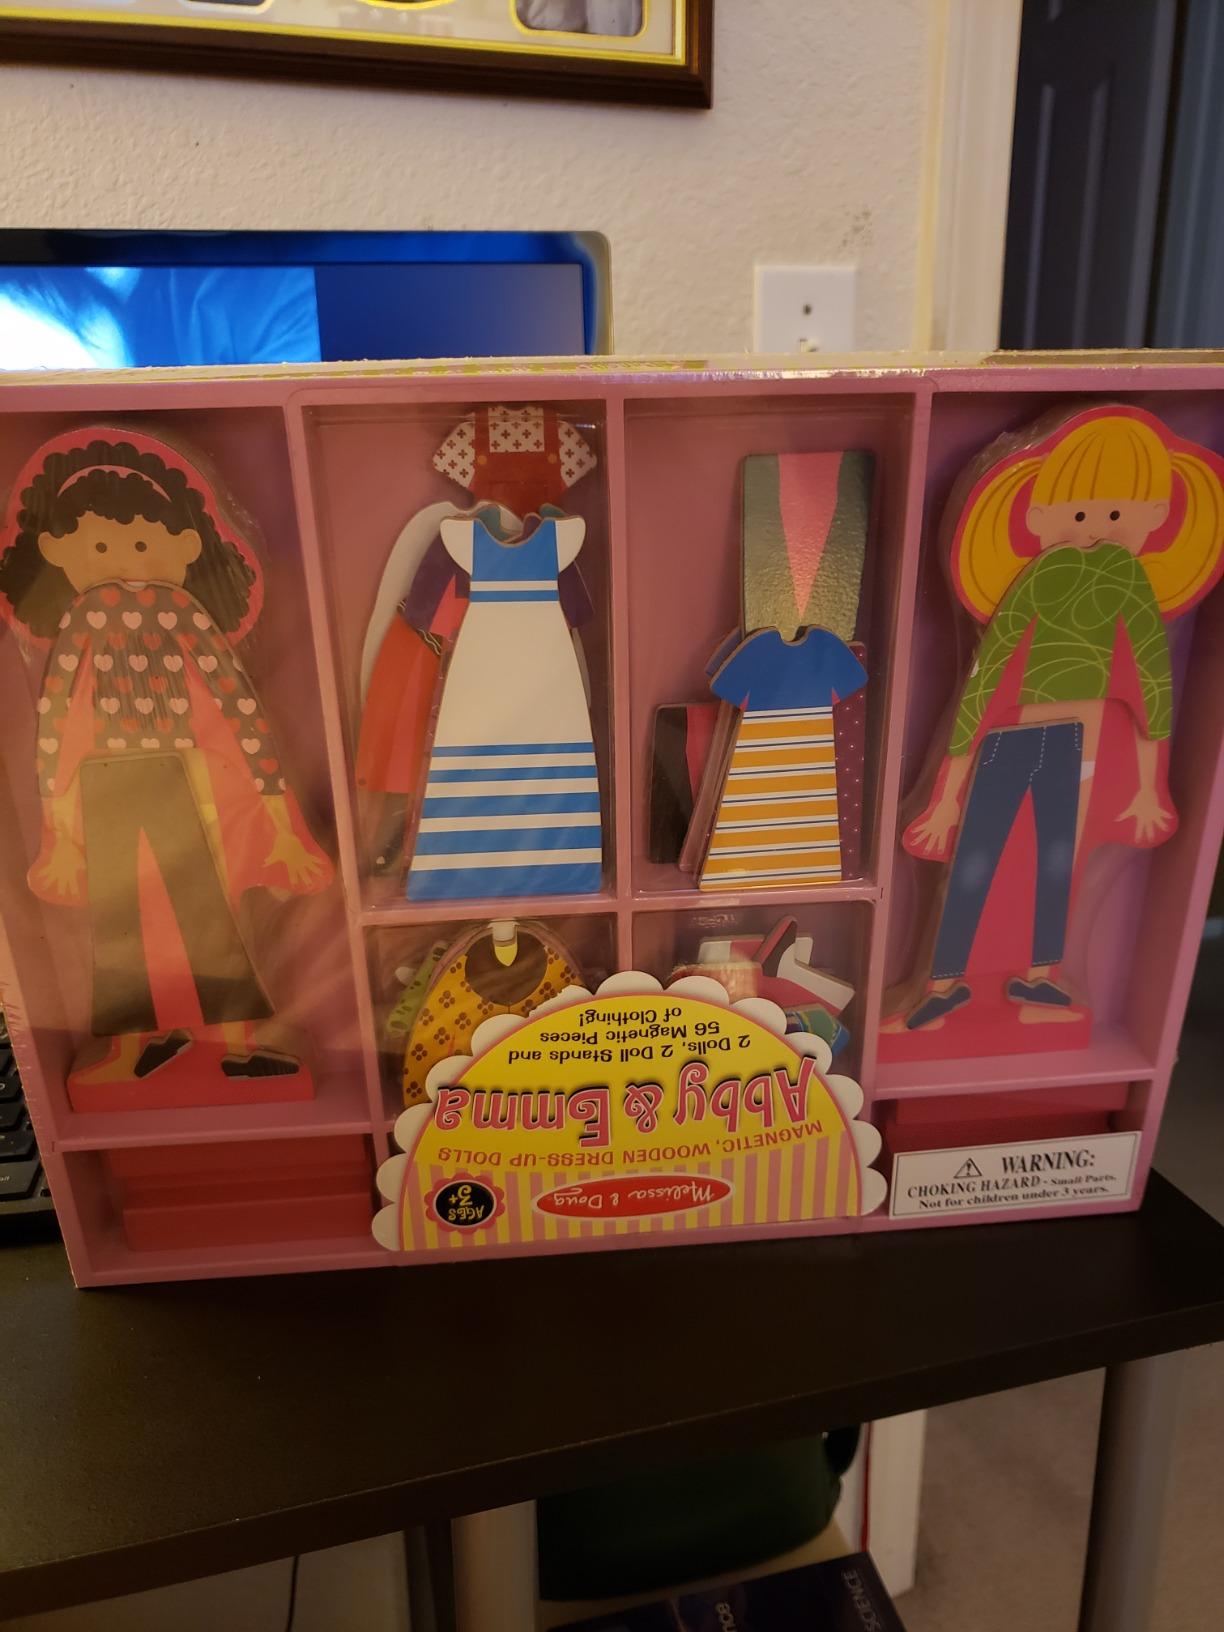 Melissa & Doug
AGES
3+
MAGNETIC, WOODEN DRESS-UP DOLLS
Abby & Emma
2 Dolls, 2 Doll Stands and
56 Magnetic Pieces
of Clothing!
WARNING:
CHOKING HAZARD - Small Parts.
Not for children under 3 years.
SCIENCE